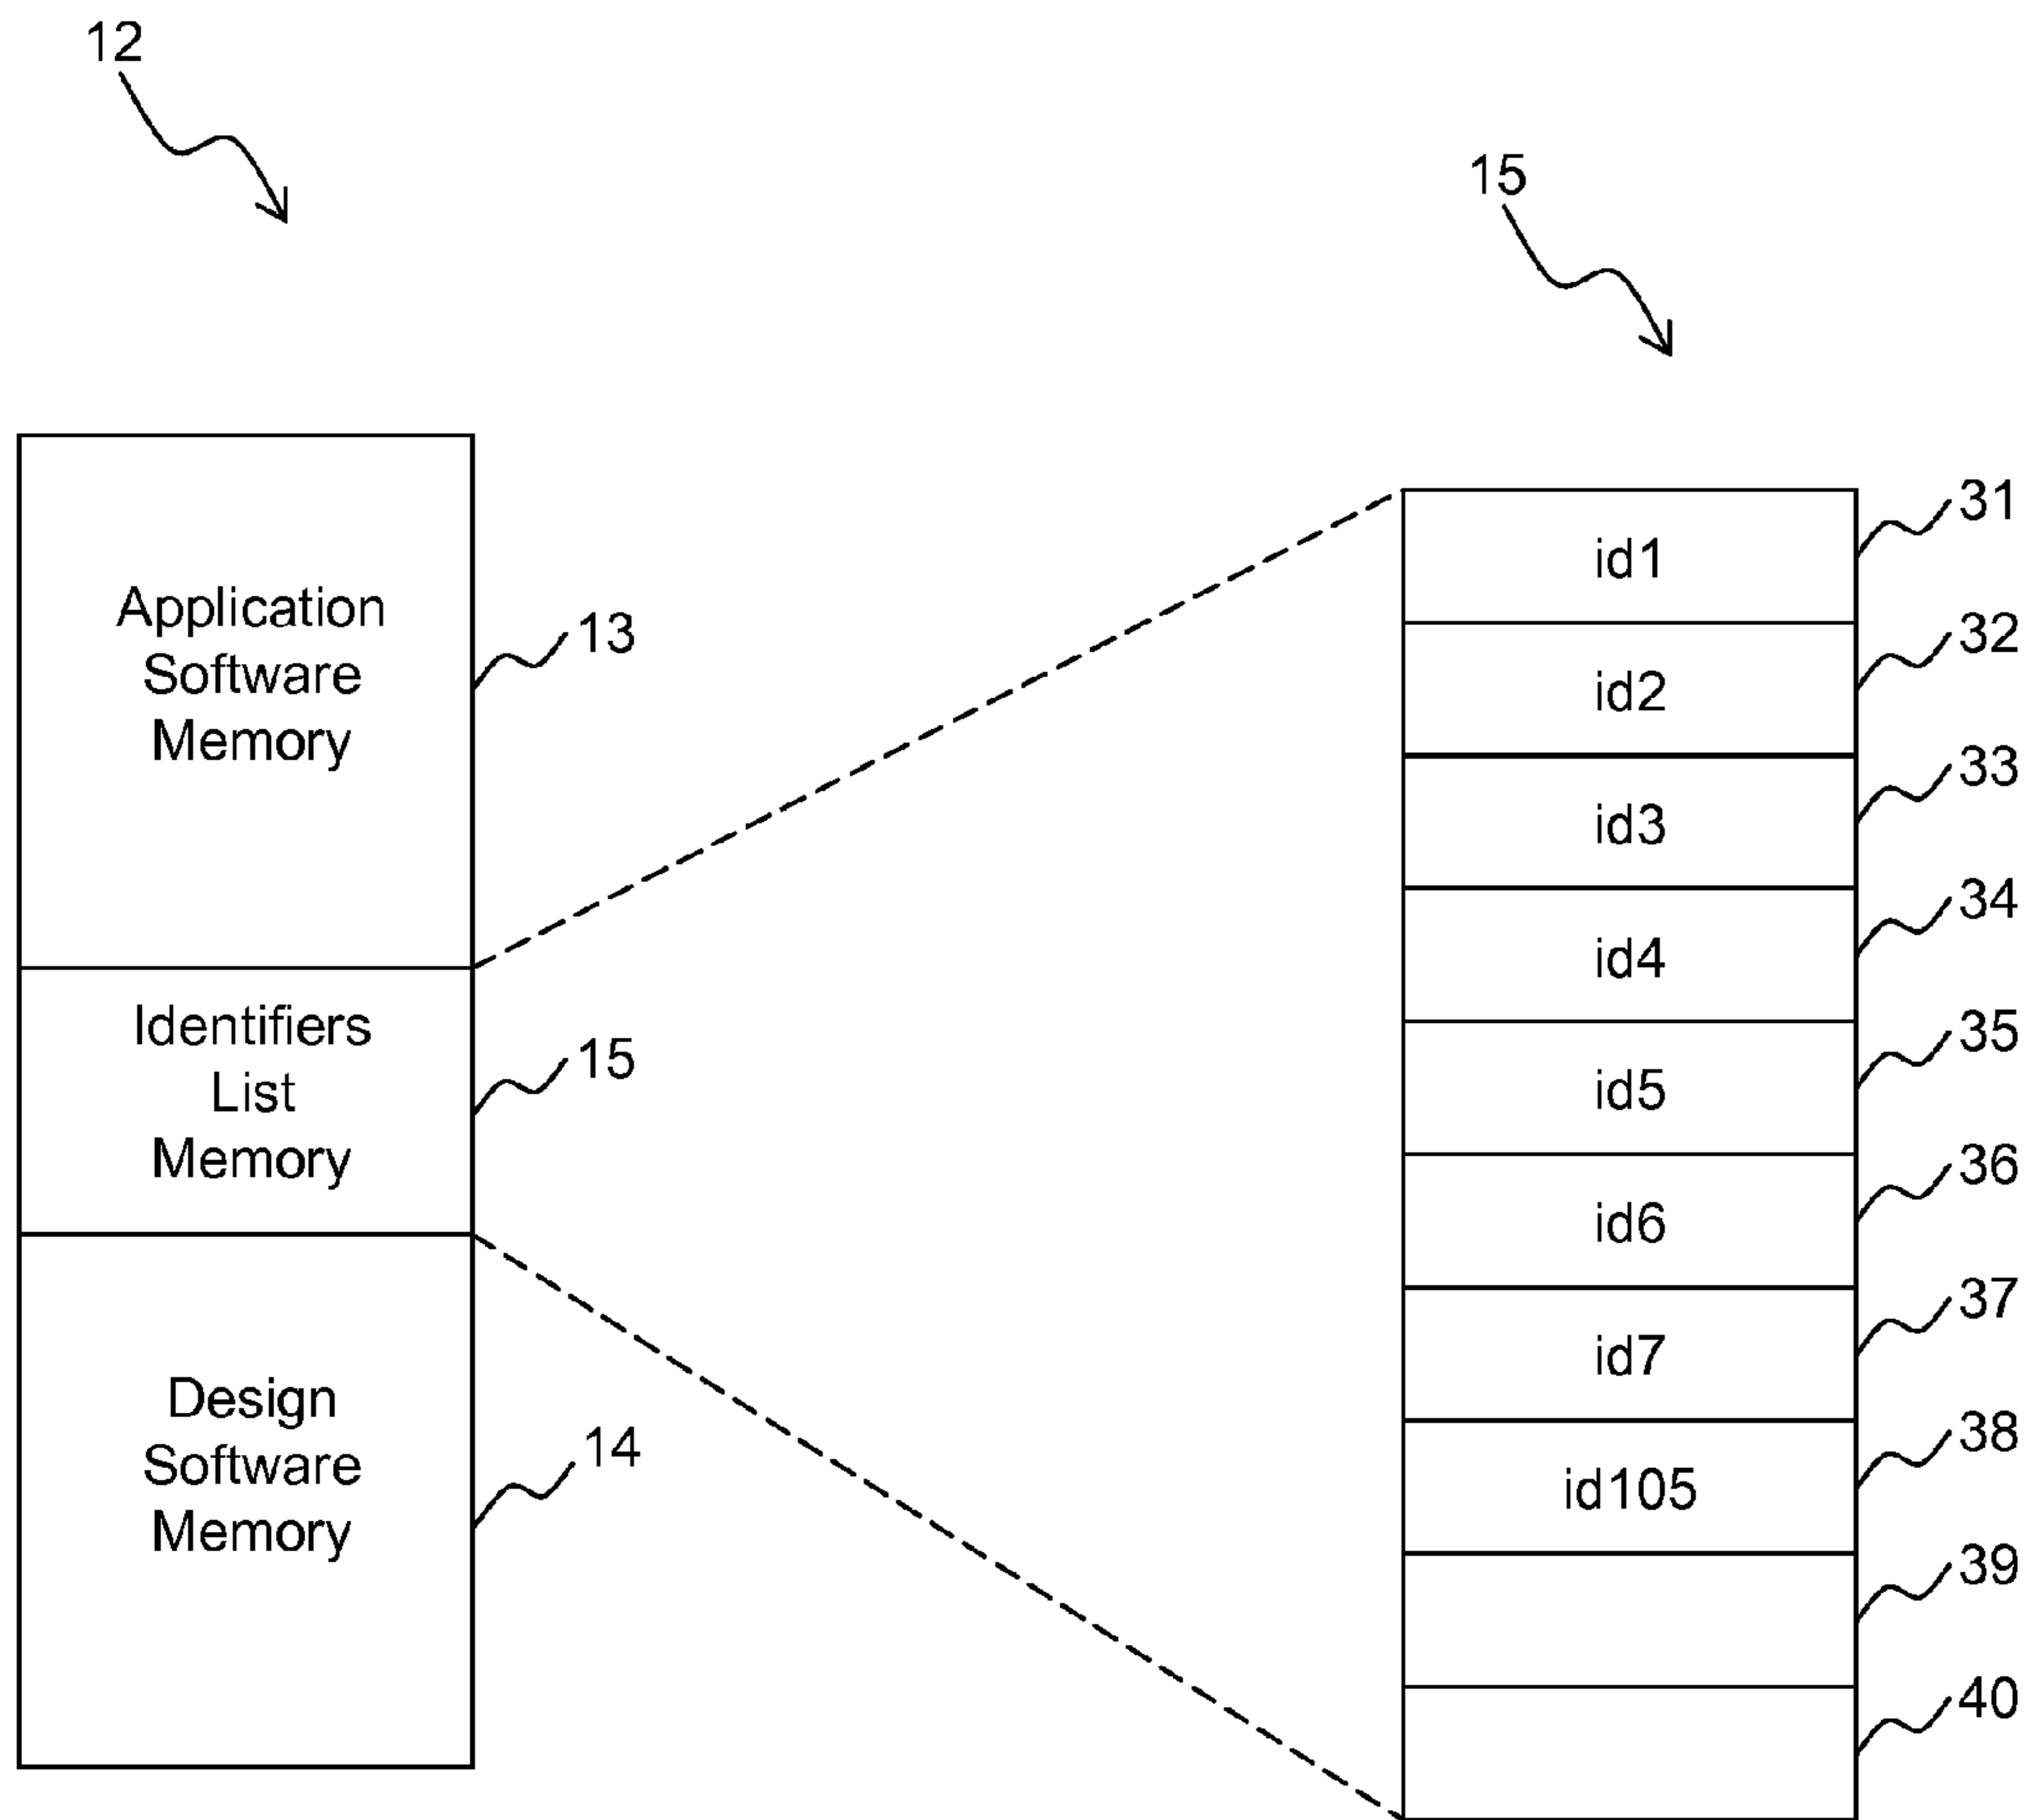 12
15
Application
Software
Memory
13
Identifiers
List
Memory
15
Design
Software
Memory
14
id1
31
id2
32
id3
33
id4
34
id5
35
id6
36
id7
37
id105
38
39
40